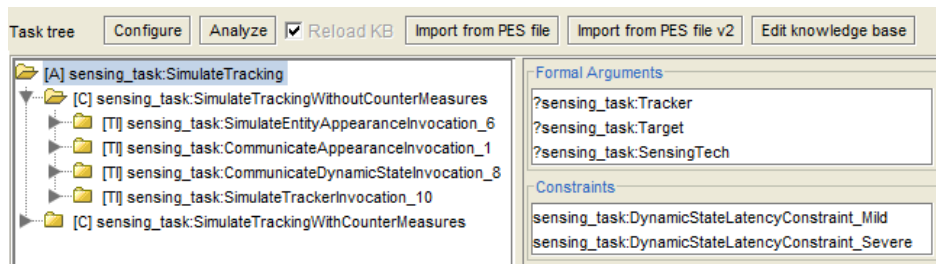 Task tree Configure Analyze Reload KB Import from PES file Import from PES file v2 Edit knowledge base
[A] sensing_task:SimulateTracking
[C] sensing_task:SimulateTrackingWithoutCounterMeasures
[TI] sensing_task:SimulateEntityAppearanceInvocation_6
[TI] sensing_task:CommunicateAppearanceInvocation_1
[TI] sensing_task:CommunicateDynamicStateInvocation_8
[TI] sensing_task:SimulateTrackerInvocation_10
[C] sensing_task:SimulateTrackingWithCounterMeasures
Formal Arguments
?sensing_task:Tracker
?sensing_task:Target
?sensing_task:SensingTech
Constraints
sensing_task:DynamicStateLatencyConstraint_Mild
sensing_task:DynamicStateLatencyConstraint_Severe